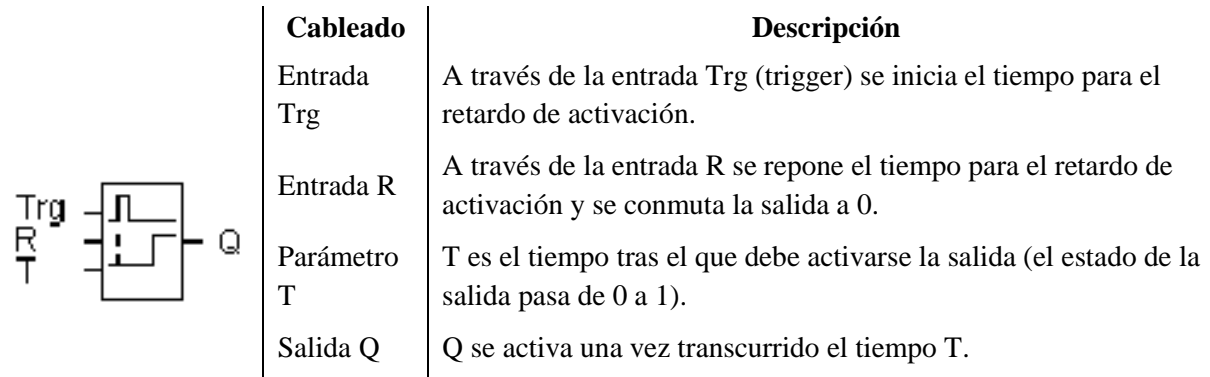 Cableado Descripción
Entrada Trg A través de la entrada Trg (trigger) se inicia el tiempo para el
retardo de activación.
Entrada R A través de la entrada R se repone el tiempo para el retardo de
activación y se conmuta la salida a 0.
Parámetro T T es el tiempo tras el que debe activarse la salida (el estado de la
salida pasa de 0 a 1).
Salida Q Q se activa una vez transcurrido el tiempo T.
Trg
R
T
Q